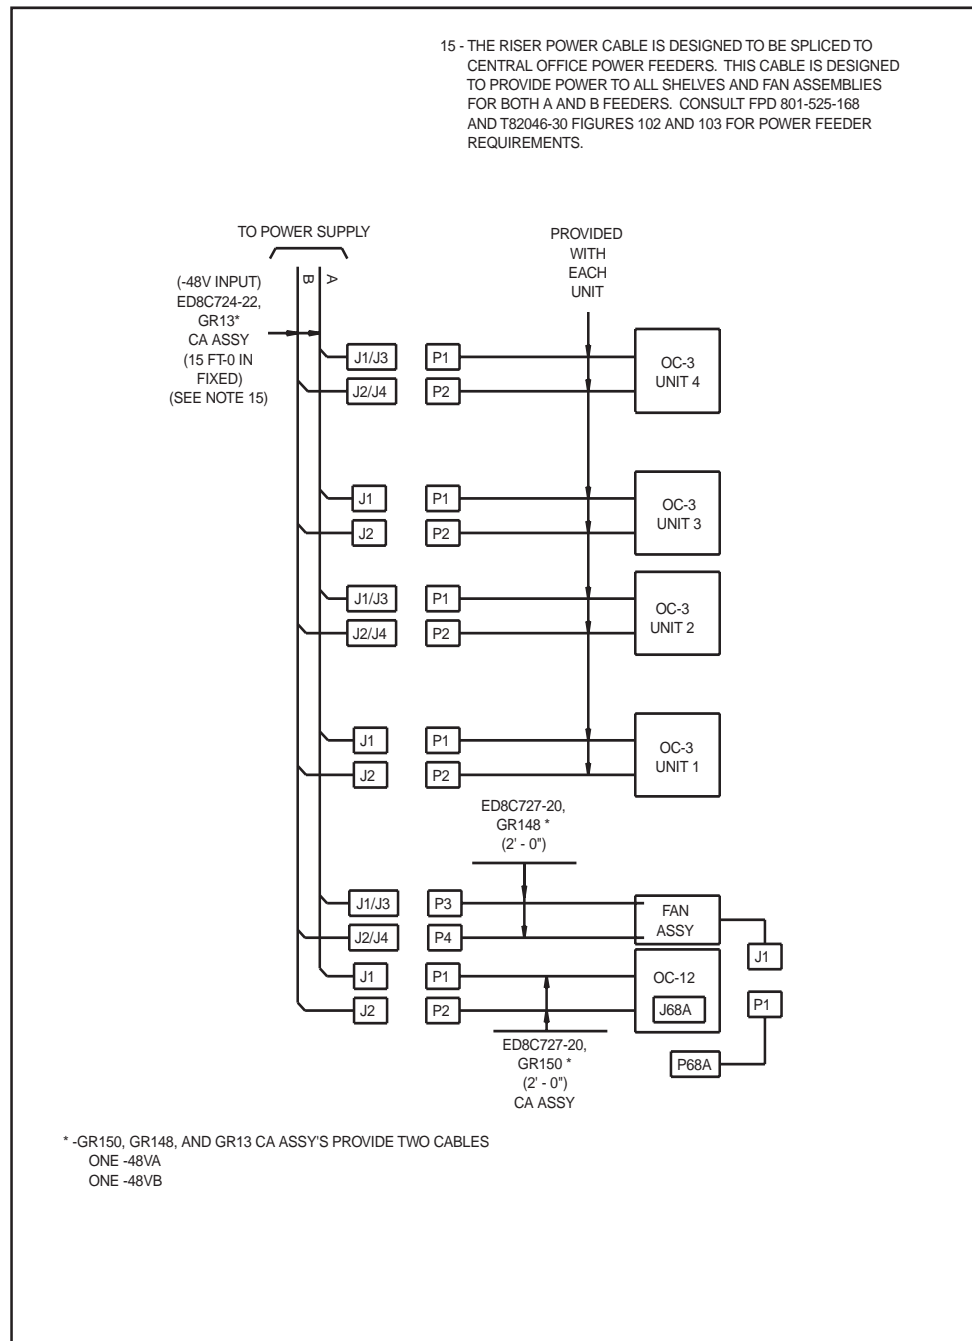 15 - THE RISER POWER CABLE IS DESIGNED TO BE SPLICED TO
CENTRAL OFFICE POWER FEEDERS. THIS CABLE IS DESIGNED
TO PROVIDE POWER TO ALL SHELVES AND FAN ASSEMBLIES
FOR BOTH A AND B FEEDERS. CONSULT FPD 801-525-168
AND T82046-30 FIGURES 102 AND 103 FOR POWER FEEDER
REQUIREMENTS.
TO POWER SUPPLY
B
A
(-48V INPUT)
ED8C724-22,
GR13*
CA ASSY
(15 FT-0 IN
FIXED)
(SEE NOTE 15)
PROVIDED
WITH
EACH
UNIT
J1/J3
P1
J2/J4
P2
OC-3
UNIT 4
J1
P1
J2
P2
OC-3
UNIT 3
J1/J3
P1
J2/J4
P2
OC-3
UNIT 2
J1
P1
J2
P2
OC-3
UNIT 1
ED8C727-20,
GR148 *
(2' - 0")
J1/J3
P3
J2/J4
P4
FAN
ASSY
J1
J1
P1
J2
P2
OC-12
J68A
P1
P68A
ED8C727-20,
GR150 *
(2' - 0")
CA ASSY
* -GR150, GR148, AND GR13 CA ASSY'S PROVIDE TWO CABLES
ONE -48VA
ONE -48VB